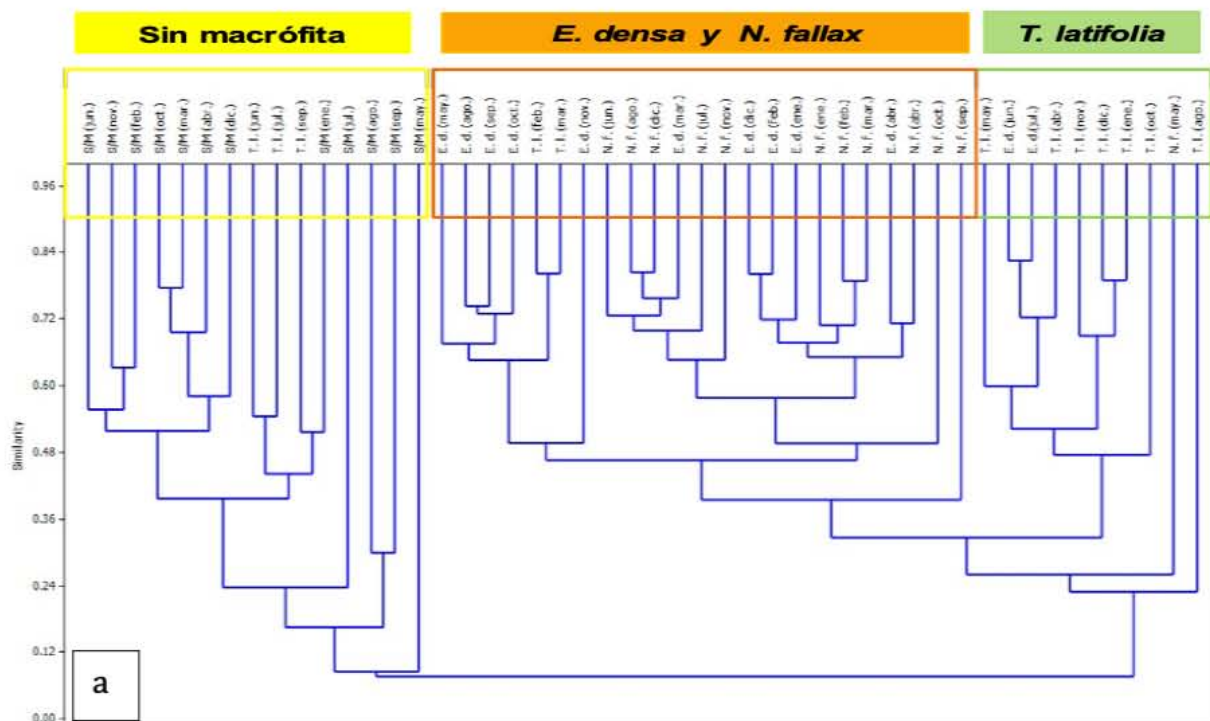 Sin macrófita
E. densa y N. fallax
T. latifolia
S/M (jun.)
S/M (nov.)
S/M (feb.)
S/M (oct.)
S/M (mar.)
S/M (abr.)
S/M (dic.)
T. l. (jun.)
T. l. (jul.)
T. l. (sep.)
S/M (ene.)
S/M (jul.)
S/M (ago.)
S/M (sep.)
S/M (may.)
E. d. (may.)
E. d. (ago.)
E. d. (sep.)
E. d. (oct.)
T. l. (feb.)
T. l. (mar.)
E. d. (nov.)
N. f. (jun.)
N. f. (ago.)
N. f. (dic.)
E. d. (mar.)
N. f. (jul.)
N. f. (nov.)
E. d. (dic.)
E. d. (feb.)
E. d. (ene.)
N. f. (ene.)
N. f. (feb.)
N. f. (mar.)
E. d. (abr.)
N. f. (abr.)
N. f. (oct.)
N. f. (sep.)
T. l. (may.)
E. d. (jun.)
E. d(jul.)
T. l. (abr.)
T. l. (nov.)
T. l. (dic.)
T. l. (ene.)
T. l. (oct.)
N. f. (may.)
T. l. (ago.)
0.96
0.84
0.72
0.60
0.48
0.36
0.24
0.12
0.00
Similarity
a